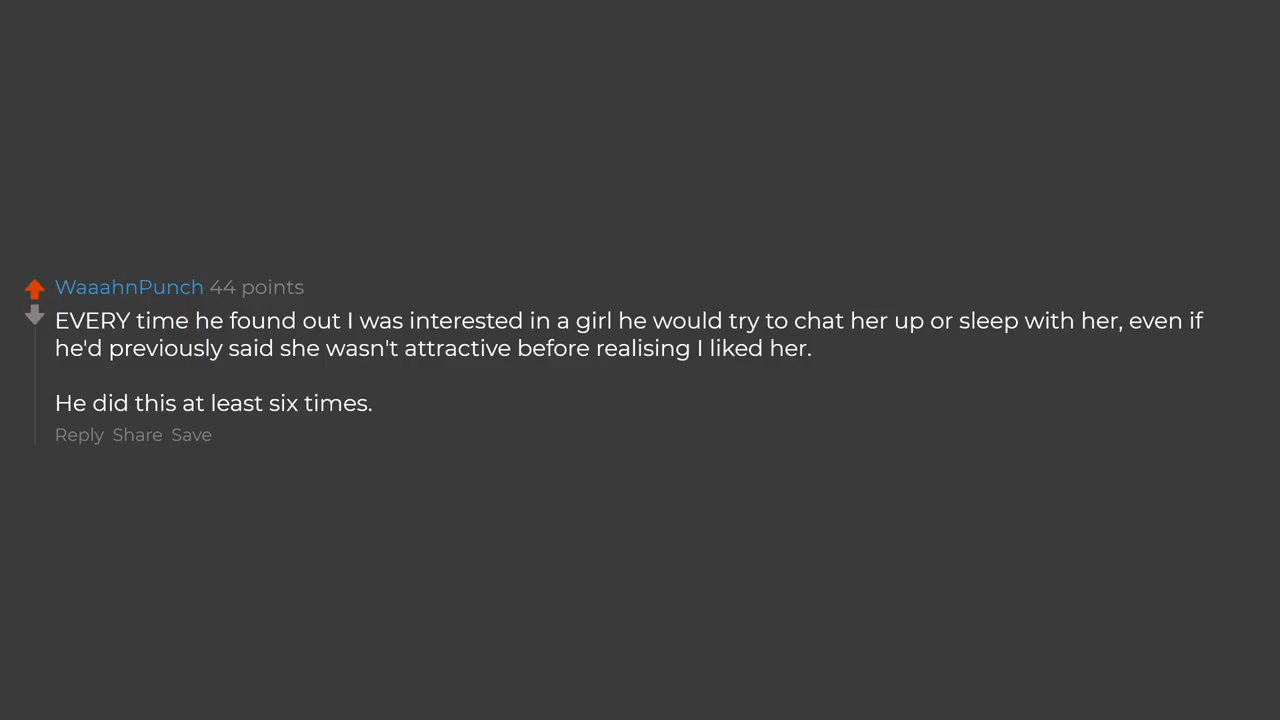 WaaahnPunch 44 points
EVERY time he found out I was interested in a girl he would try to chat her up or sleep with her, even if
he'd previously said she wasn't attractive before realising I liked her.
He did this at least six times.
Reply Share Save